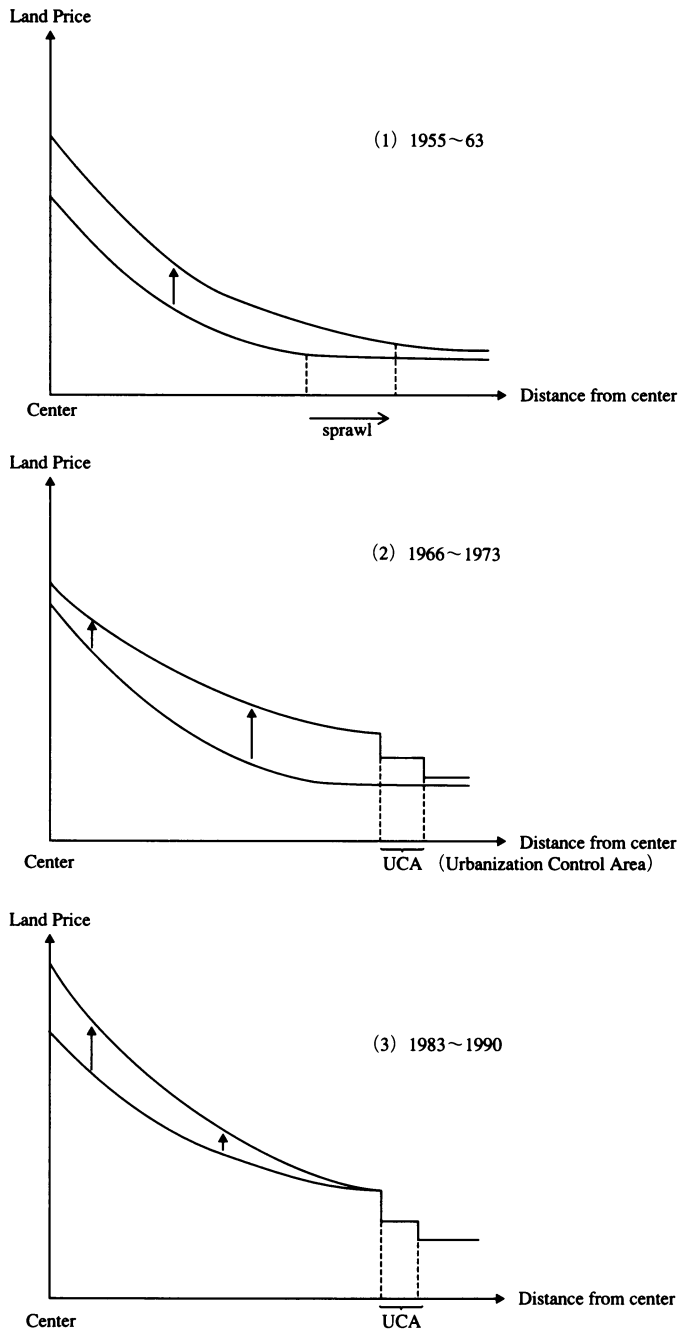 Land Price
(1) 1955～63
Distance from center
Center
sprawl
Land Price
(2) 1966～1973
Distance from center
Center
UCA (Urbanization Control Area)
Land Price
(3) 1983～1990
Distance from center
Center
UCA